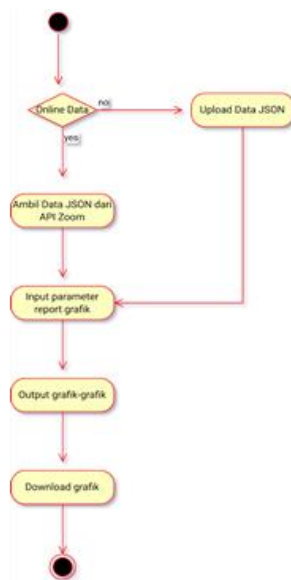 Online Data
no
Upload Data JSON
yes
Ambil Data JSON dari
API Zoom
Input parameter
report grafik
Output grafik-grafik
Download grafik